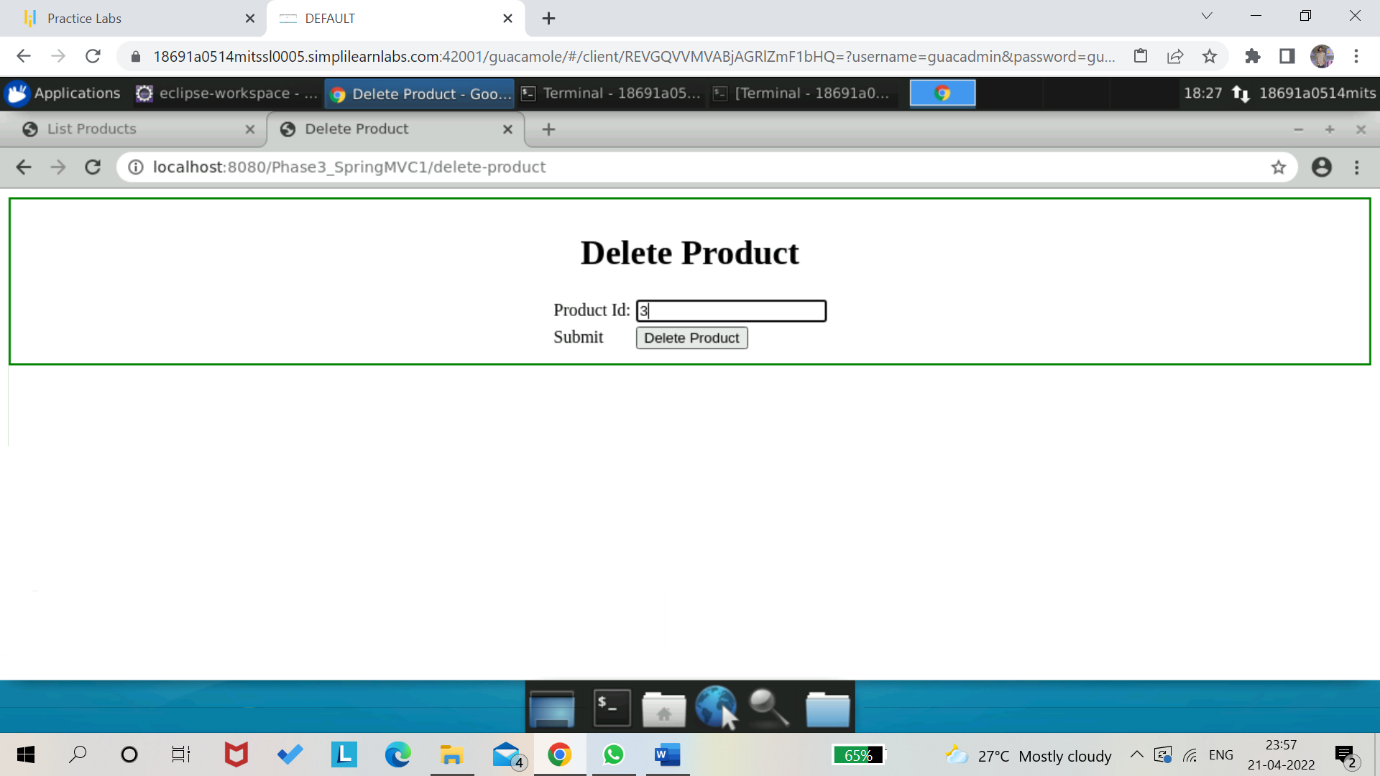 Practice Labs
DEFAULT
18691a0514mitssl0005.simplilearnlabs.com:42001/guacamole/#/client/REVGQVVMVABjAGRlZmF1bHQ=?username=guacadmin&password=gu...
Applications
eclipse-workspace - ...
Delete Product - Goo...
Terminal - 18691a05...
[Terminal - 18691a0...
18:27
18691a0514mits
List Products
Delete Product
localhost:8080/Phase3_SpringMVC1/delete-product
Delete Product
Product Id: 3
Submit Delete Product
$_
L
4
W
65%
27°C Mostly cloudy
ENG
23:57
21-04-2022
2